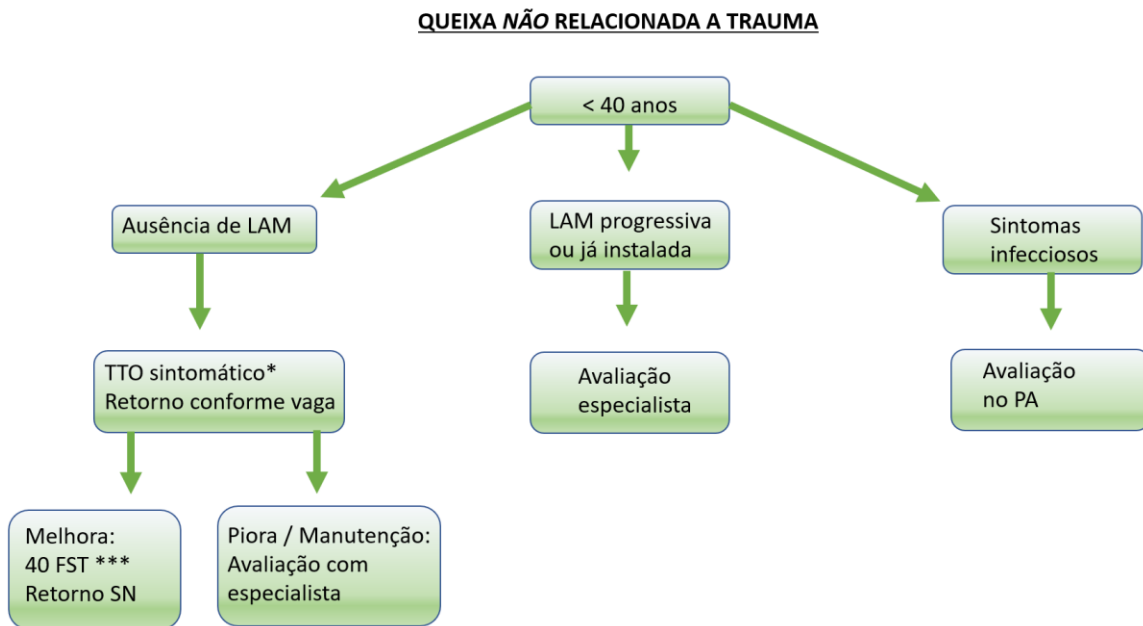 QUEIXA NÃO RELACIONADA A TRAUMA
< 40 anos
Ausência de LAM
LAM progressiva
ou já instalada
Sintomas
infecciosos
TTO sintomático*
Retorno conforme vaga
Avaliação
especialista
Avaliação
no PA
Melhora:
40 FST ***
Retorno SN
Piora / Manutenção:
Avaliação com
especialista